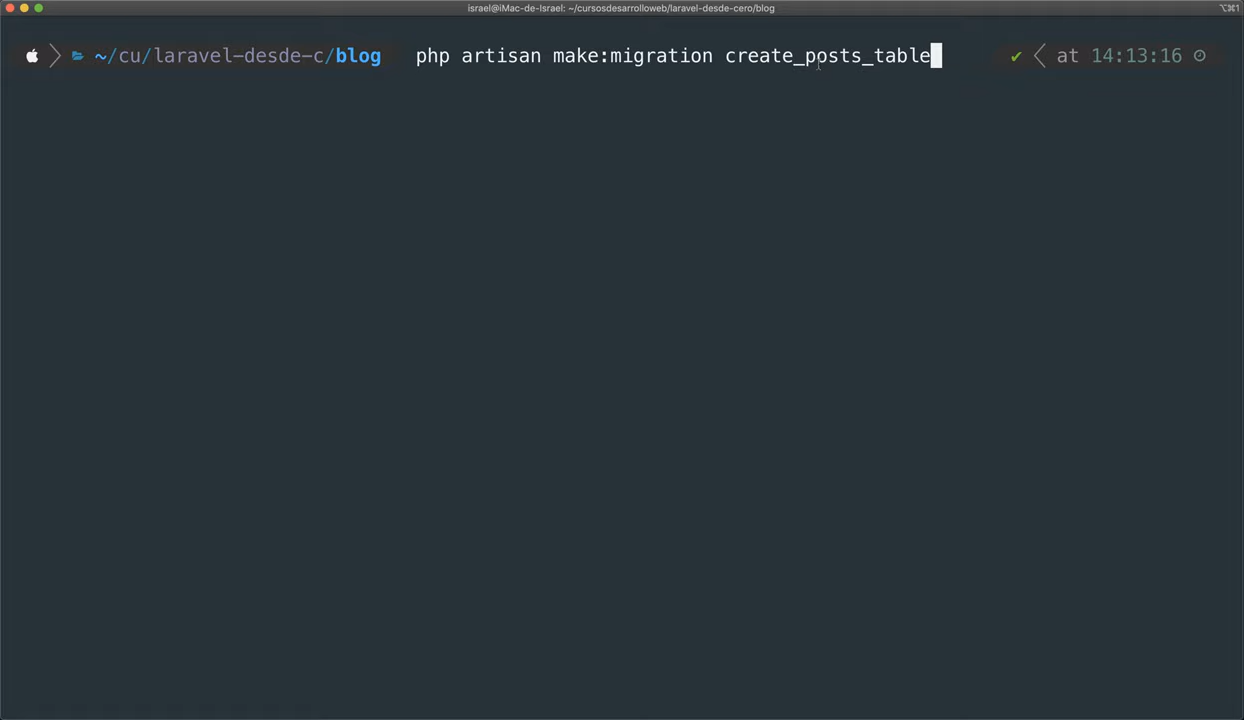 israel@iMac-de-Israel: ~/cursosdesarrolloweb/laravel-desde-cero/blog
⌥⌘1
~/cu/laravel-desde-c/blog php artisan make:migration create_posts_table ✔ at 14:13:16